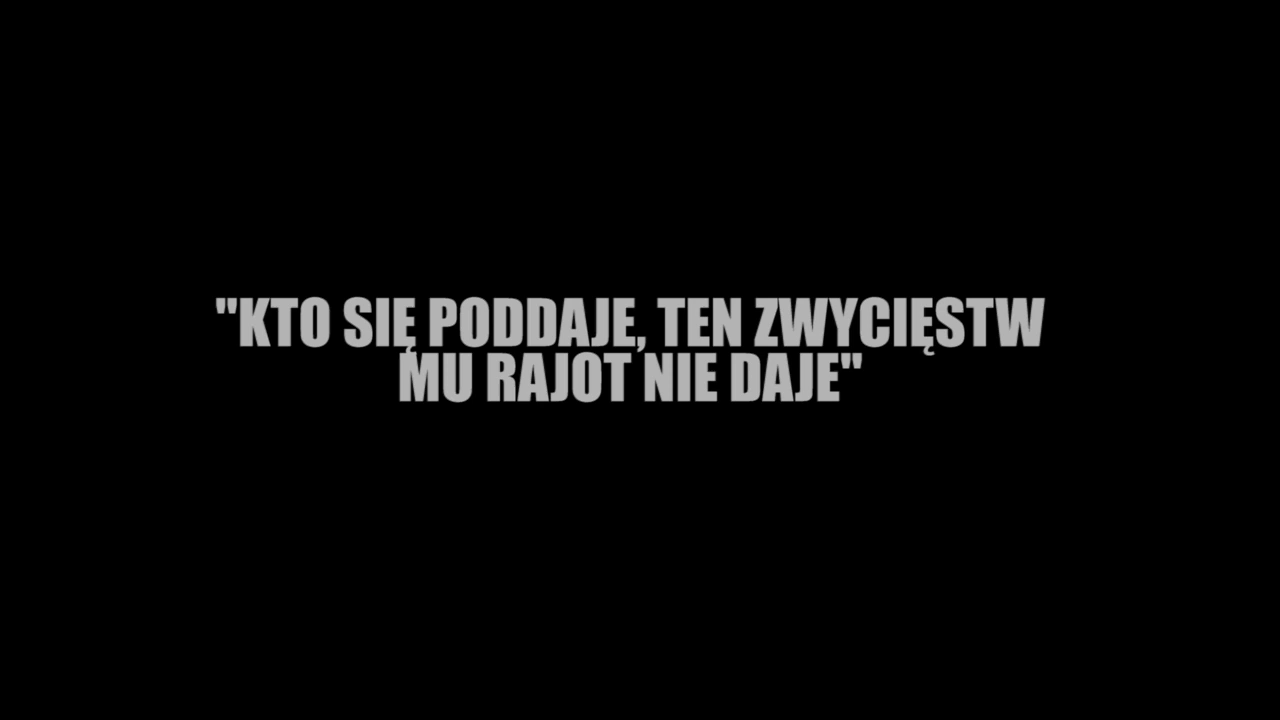 "KTO SIĘ PODDAJE, TEN ZWYCIĘSTW
MU RAJOT NIE DAJE"